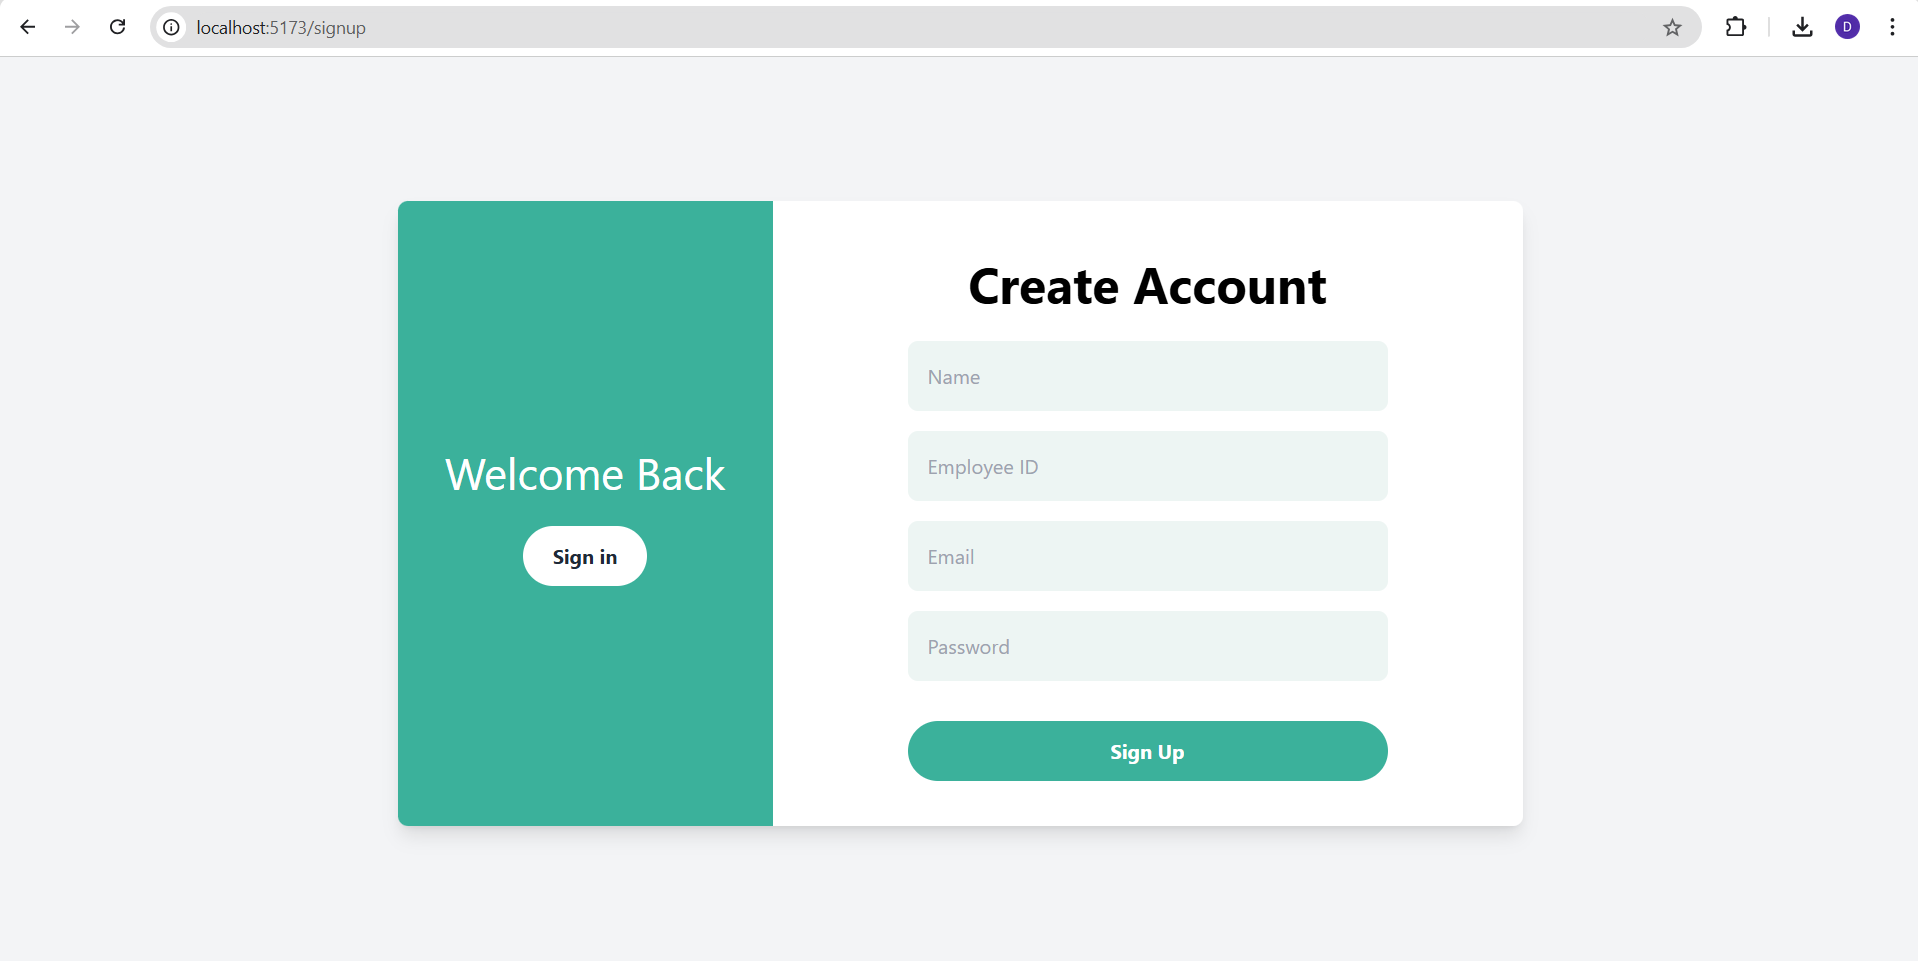 localhost:5173/signup
D
Welcome Back
Sign in
Create Account
Name
Employee ID
Email
Password
Sign Up